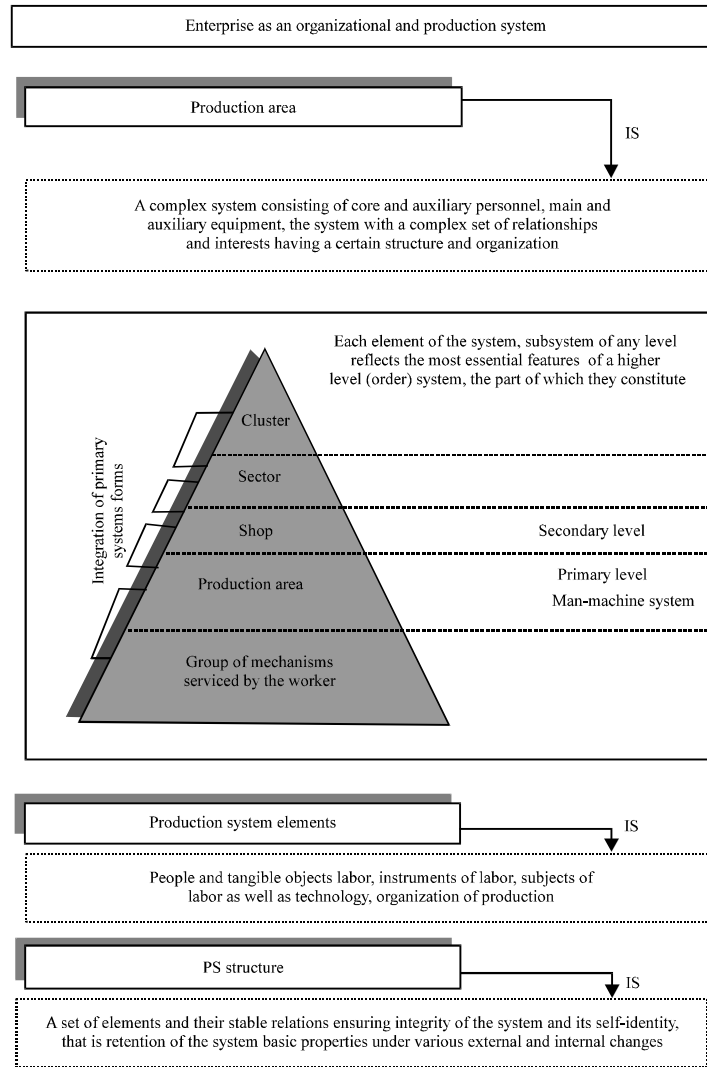 Enterprise as an organizational and production system
Production area
IS
A complex system consisting of core and auxiliary personnel, main and
auxiliary equipment, the system with a complex set of relationships
and interests having a certain structure and organization
Each element of the system, subsystem of any level
reflects the most essential features of a higher
level (order) system, the part of which they constitute
Integration of primary
systems forms
Cluster
Sector
Shop
Secondary level
Production area
Primary level
Man-machine system
Group of mechanisms
serviced by the worker
Production system elements
IS
People and tangible objects labor, instruments of labor, subjects of
labor as well as technology, organization of production
PS structure
IS
A set of elements and their stable relations ensuring integrity of the system and its self-identity,
that is retention of the system basic properties under various external and internal changes